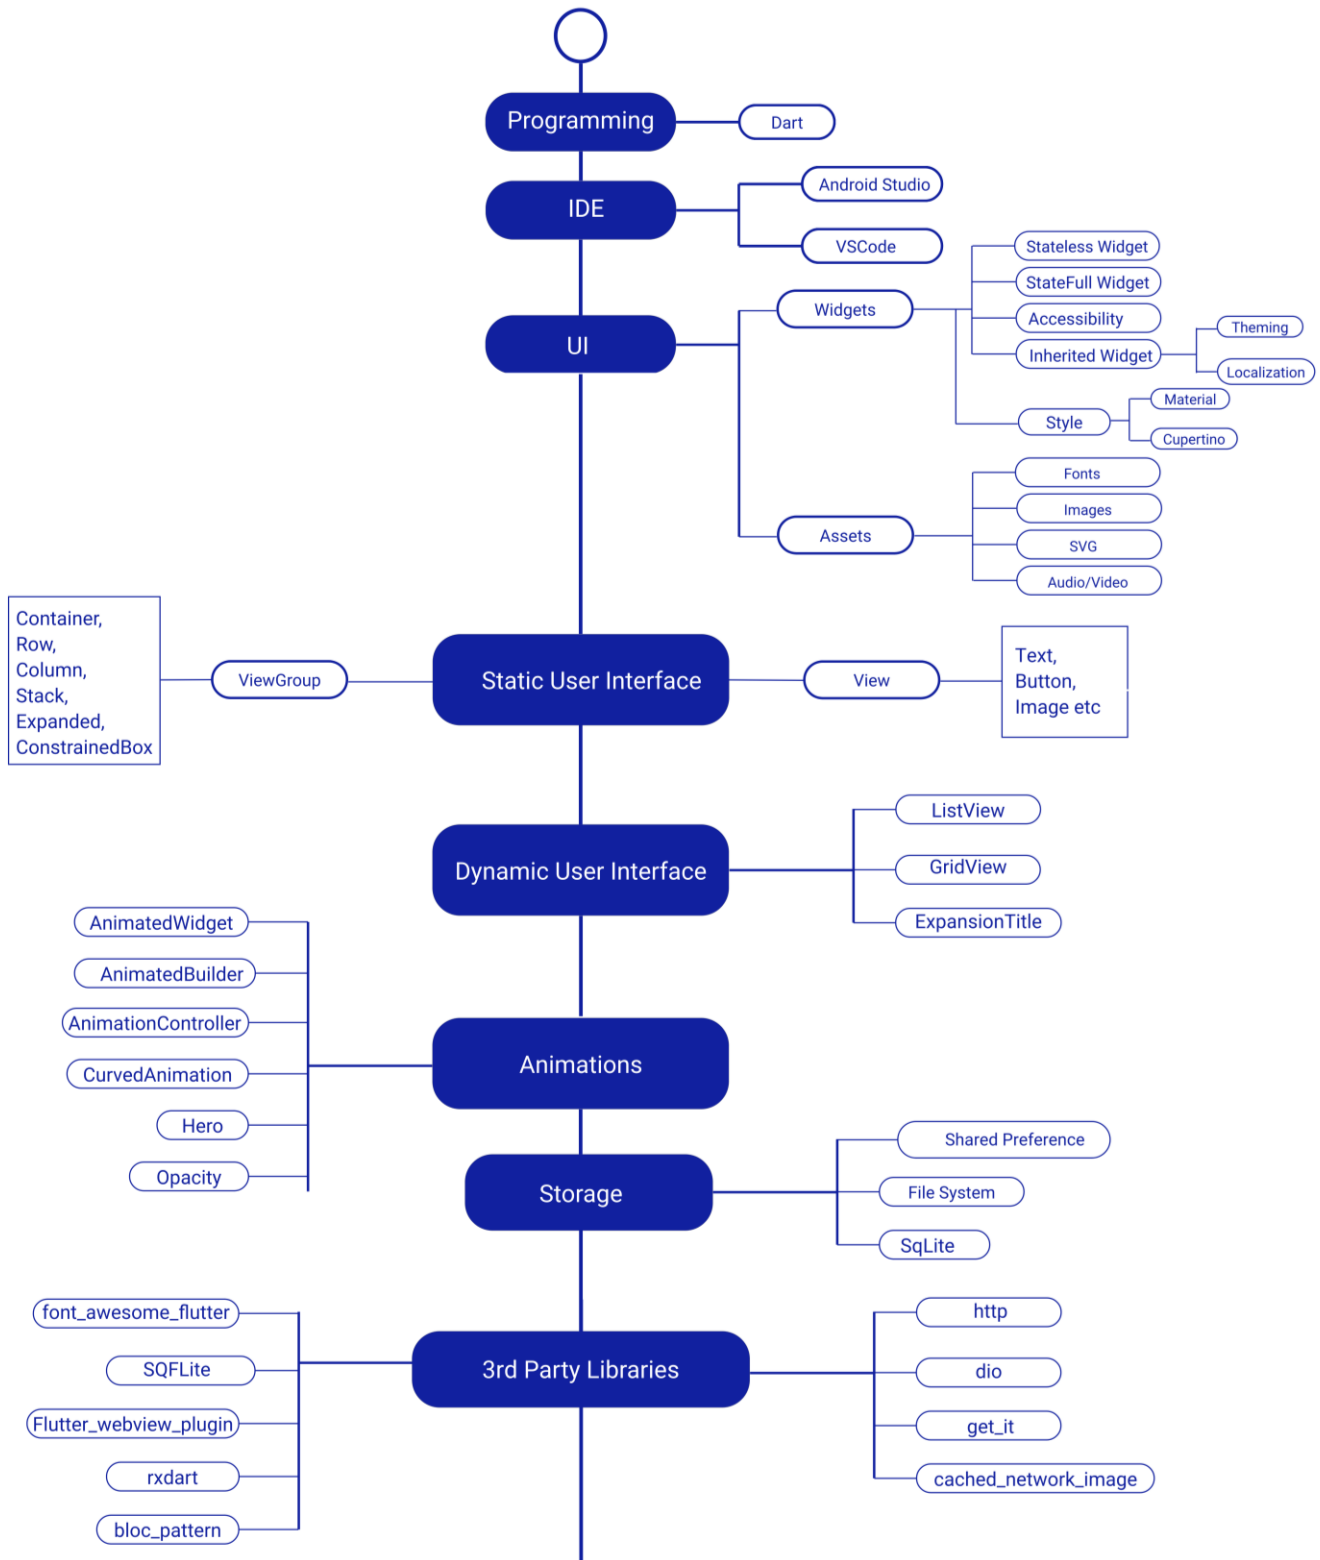 Programming
Dart
IDE
Android Studio
VSCode
UI
Widgets
Stateless Widget
StateFull Widget
Accessibility
Inherited Widget
Theming
Localization
Style
Material
Cupertino
Assets
Fonts
Images
SVG
Audio/Video
Container,
Row,
Column,
Stack,
Expanded,
ConstrainedBox
ViewGroup
Static User Interface
View
Text,
Button,
Image etc
Dynamic User Interface
ListView
GridView
ExpansionTitle
AnimatedWidget
AnimatedBuilder
AnimationController
CurvedAnimation
Hero
Opacity
Animations
Storage
Shared Preference
File System
SqLite
font_awesome_flutter
SQFLite
Flutter_webview_plugin
rxdart
bloc_pattern
3rd Party Libraries
http
dio
get_it
cached_network_image